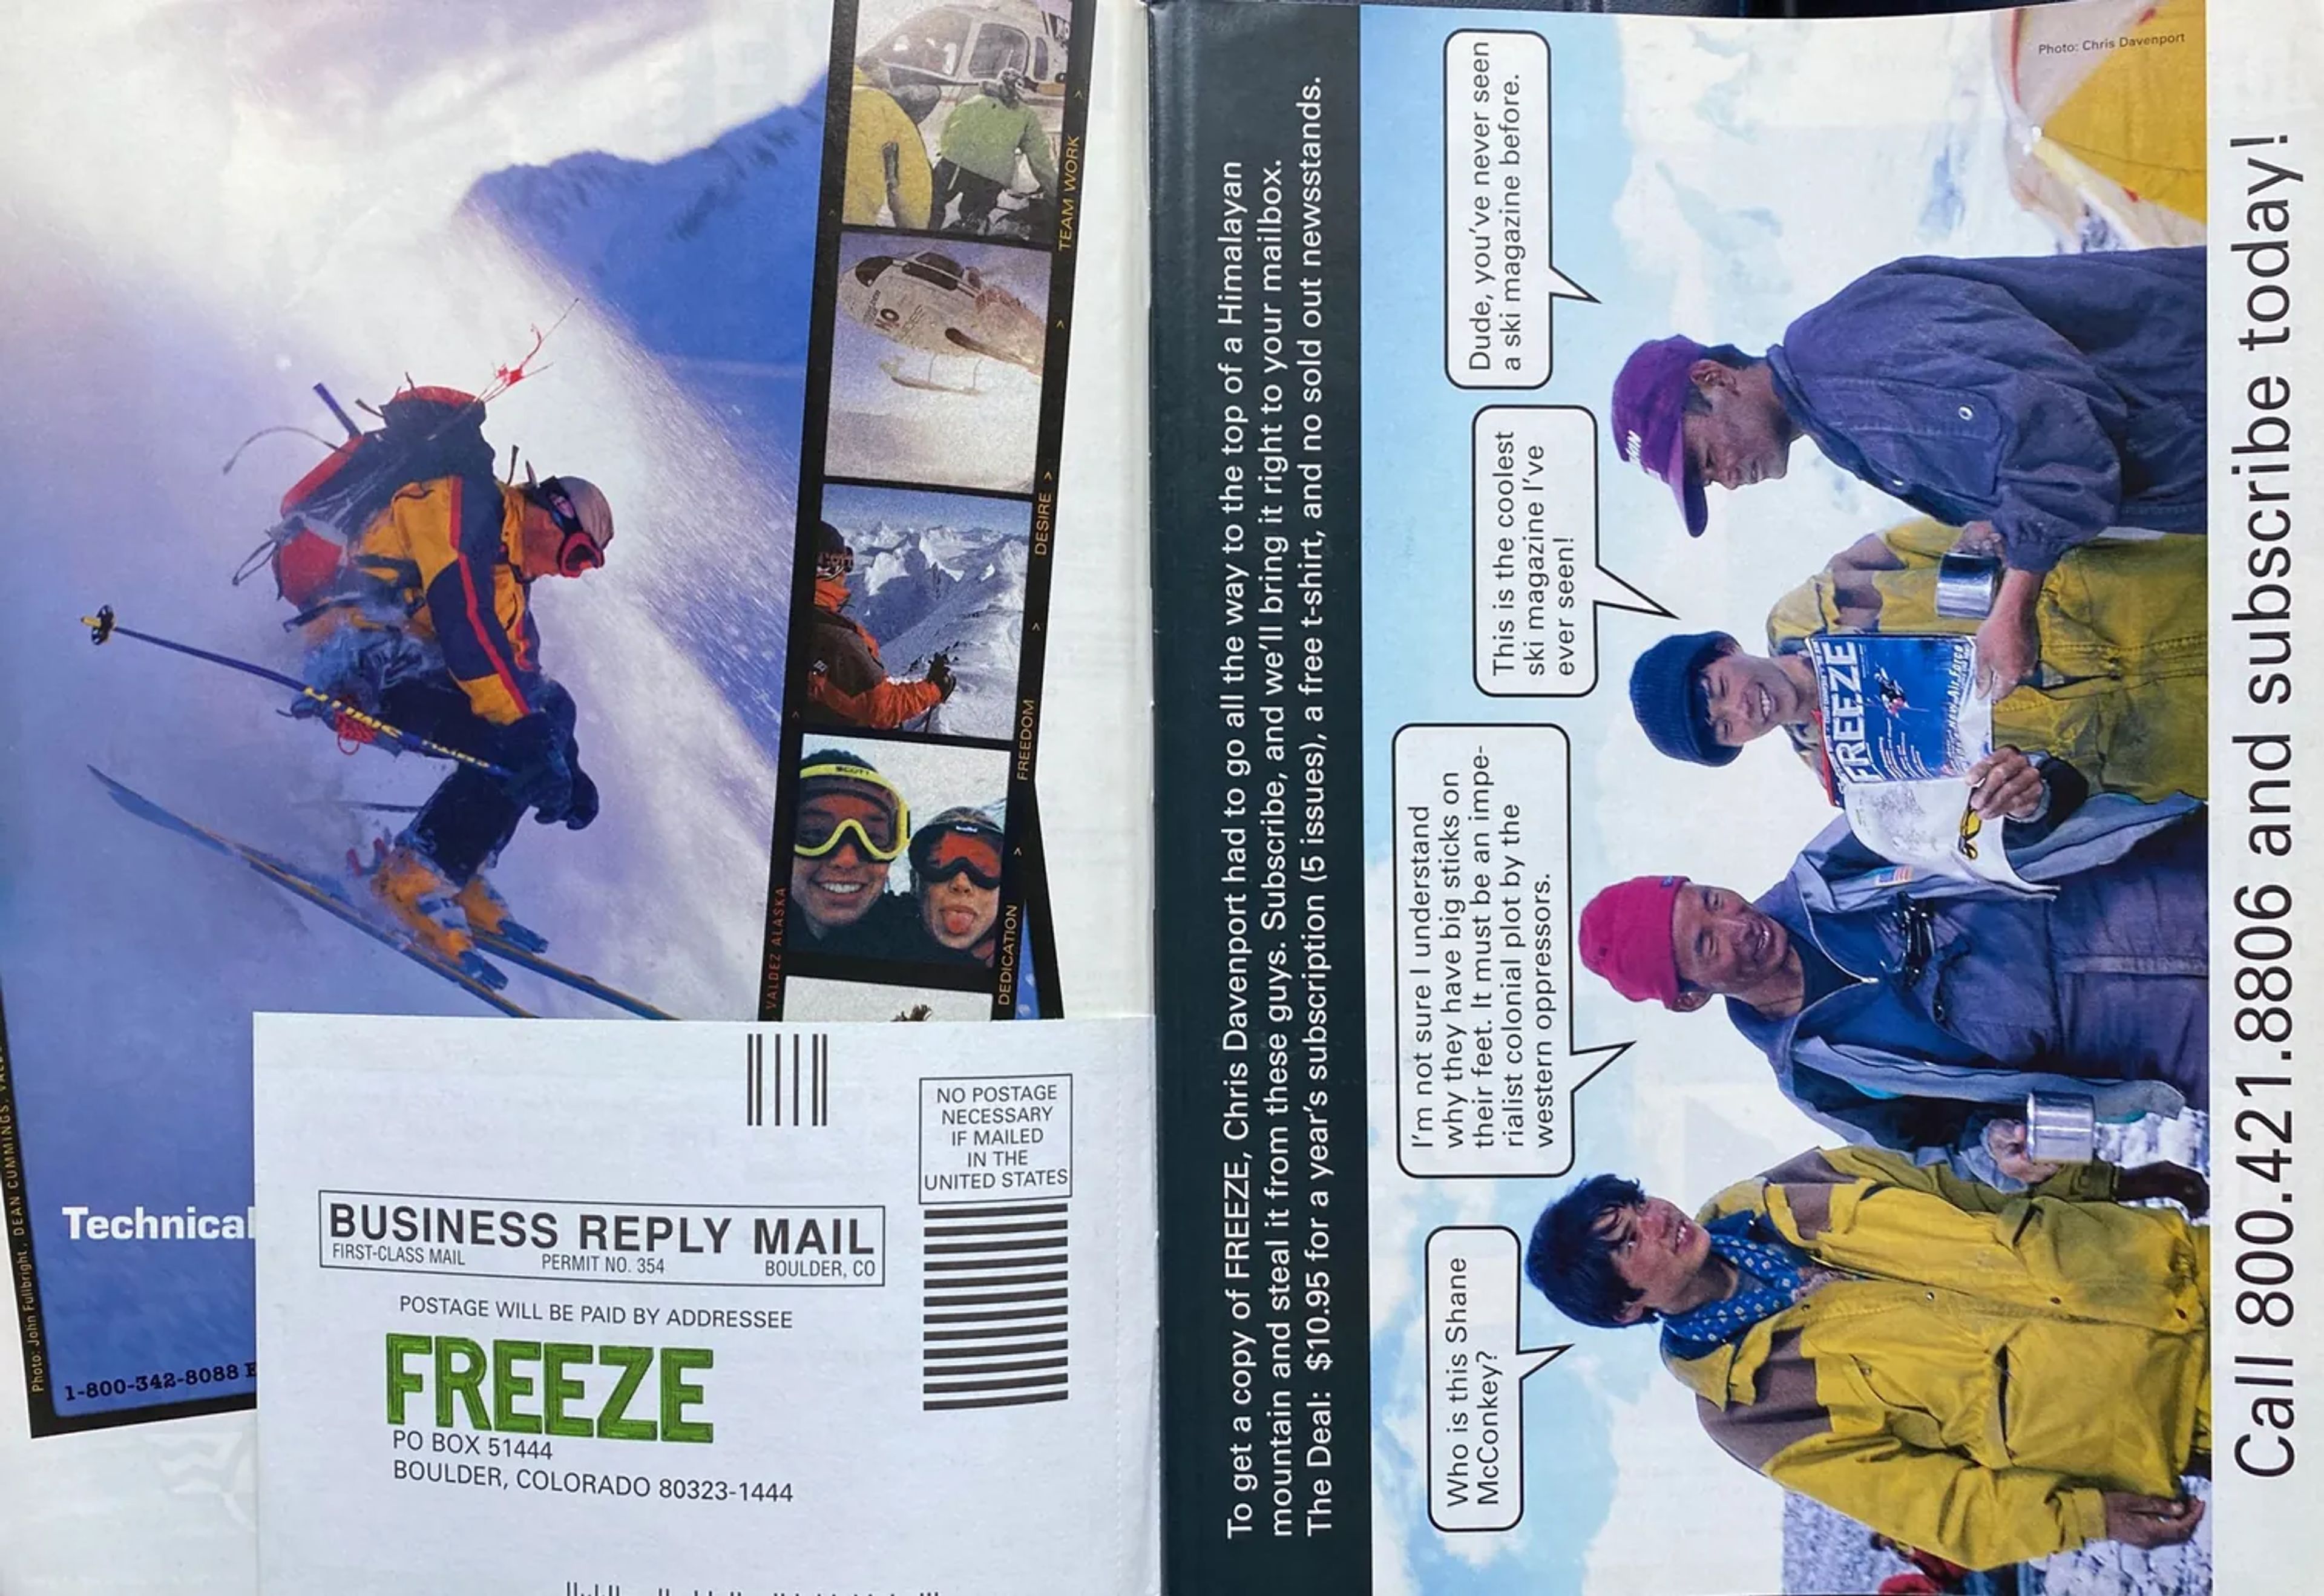 Photo: John Fulbright, DEAN CUMMINGS,
Technical
1-800-342-8088
VALDEZ ALASKA
DEDICATION
FREEDOM
DESIRE
TEAM WORK
SCOTT
NO POSTAGE
NECESSARY
IF MAILED
IN THE
UNITED STATES
BUSINESS REPLY MAIL
FIRST-CLASS MAIL PERMIT NO. 354 BOULDER, CO
POSTAGE WILL BE PAID BY ADDRESSEE
FREEZE
PO BOX 51444
BOULDER, COLORADO 80323-1444
To get a copy of FREEZE, Chris Davenport had to go all the way to the top of a Himalayan
mountain and steal it from these guys. Subscribe, and we'll bring it right to your mailbox.
The Deal: $10.95 for a year's subscription (5 issues), a free t-shirt, and no sold out newsstands.
Who is this Shane
McConkey?
I'm not sure I understand
why they have big sticks on
their feet. It must be an impe-
rialist colonial plot by the
western oppressors.
This is the coolest
ski magazine I've
ever seen!
Dude, you've never seen
a ski magazine before.
FREEZE
Photo: Chris Davenport
Call 800.421.8806 and subscribe today!